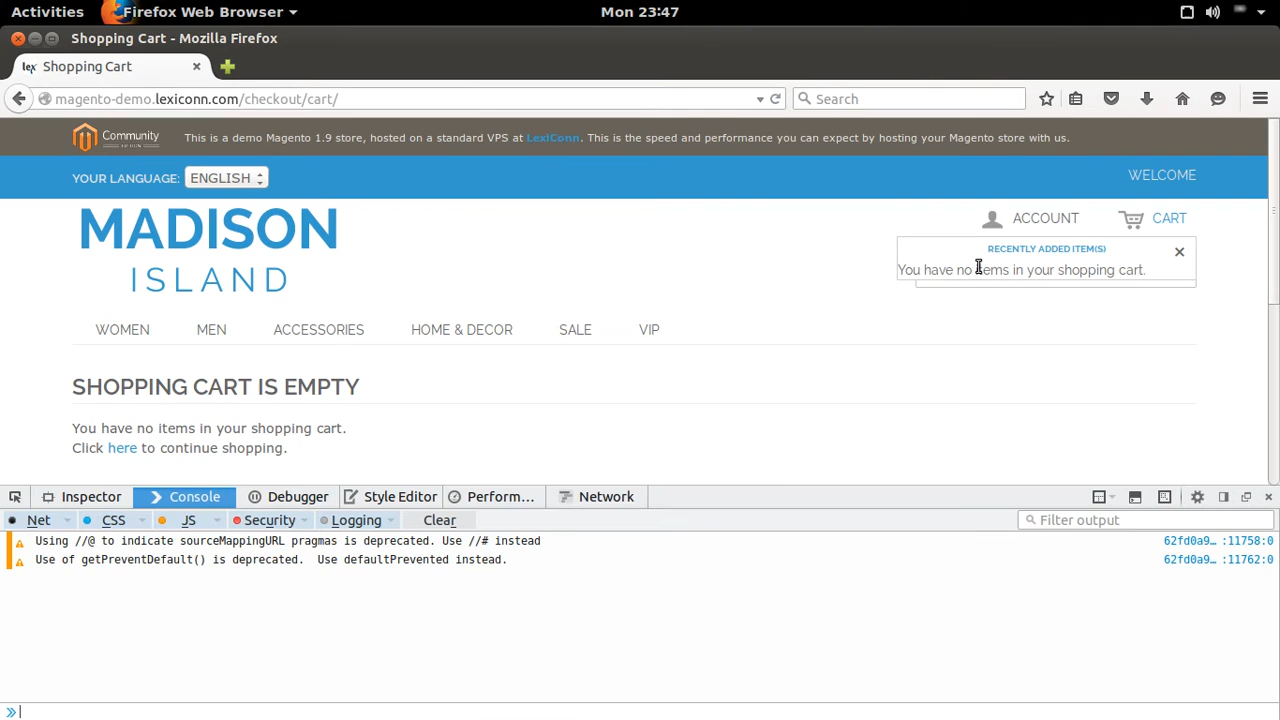 Activities Firefox Web Browser Mon 23:47
Shopping Cart - Mozilla Firefox
lex Shopping Cart
magento-demo.lexiconn.com/checkout/cart/ Search
Community This is a demo Magento 1.9 store, hosted on a standard VPS at LexiConn. This is the speed and performance you can expect by hosting your Magento store with us.
YOUR LANGUAGE: ENGLISH WELCOME
MADISON
ISLAND
ACCOUNT CART
RECENTLY ADDED ITEM(S)
You have no items in your shopping cart.
WOMEN MEN ACCESSORIES HOME & DECOR SALE VIP
SHOPPING CART IS EMPTY
You have no items in your shopping cart.
Click here to continue shopping.
Inspector Console Debugger Style Editor Perform… Network
Net CSS JS Security Logging Clear Filter output
Using //@ to indicate sourceMappingURL pragmas is deprecated. Use //# instead 62fd0a9… :11758:0
Use of getPreventDefault() is deprecated.  Use defaultPrevented instead. 62fd0a9… :11762:0